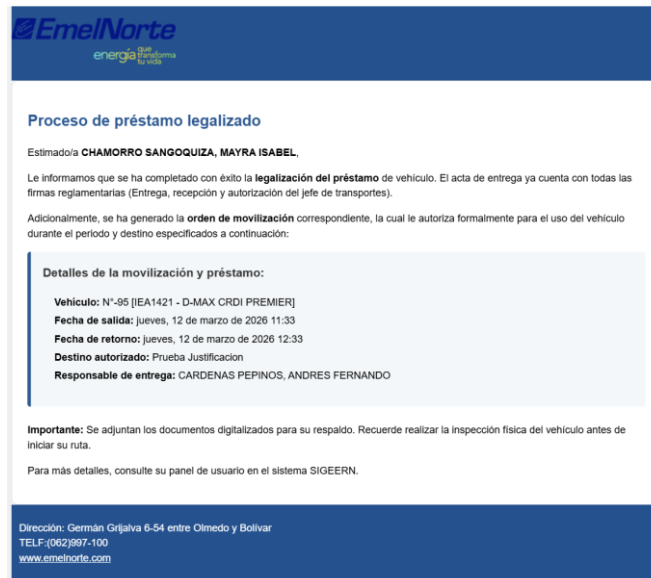 EmelNorte
energía que transforma tu vida
Proceso de préstamo legalizado
Estimado/a CHAMORRO SANGOQUIZA, MAYRA ISABEL,
Le informamos que se ha completado con éxito la legalización del préstamo de vehículo. El acta de entrega ya cuenta con todas las
firmas reglamentarias (Entrega, recepción y autorización del jefe de transportes).
Adicionalmente, se ha generado la orden de movilización correspondiente, la cual le autoriza formalmente para el uso del vehículo
durante el periodo y destino especificados a continuación:
Detalles de la movilización y préstamo:
Vehículo: N°-95 [IEA1421 - D-MAX CRDI PREMIER]
Fecha de salida: jueves, 12 de marzo de 2026 11:33
Fecha de retorno: jueves, 12 de marzo de 2026 12:33
Destino autorizado: Prueba Justificacion
Responsable de entrega: CARDENAS PEPINOS, ANDRES FERNANDO
Importante: Se adjuntan los documentos digitalizados para su respaldo. Recuerde realizar la inspección física del vehículo antes de
iniciar su ruta.
Para más detalles, consulte su panel de usuario en el sistema SIGEERN.
Dirección: Germán Grijalva 6-54 entre Olmedo y Bolívar
TELF:(062)997-100
www.emelnorte.com